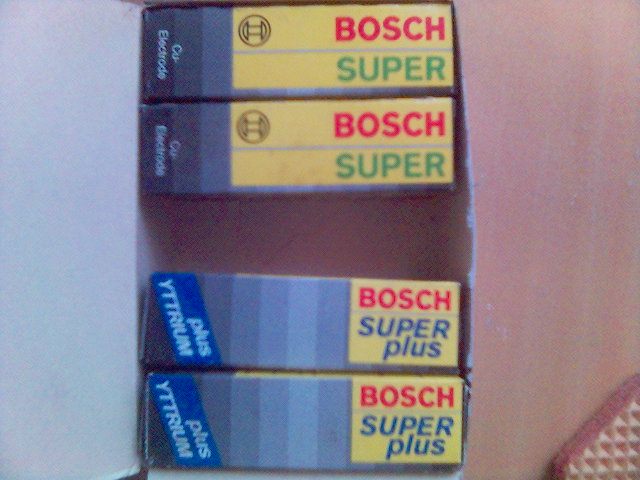 Cu-
Electrode
BOSCH
SUPER
Cu-
Electrode
BOSCH
SUPER
plus
YTTRIUM
BOSCH
SUPER
plus
plus
YTTRIUM
BOSCH
SUPER
plus